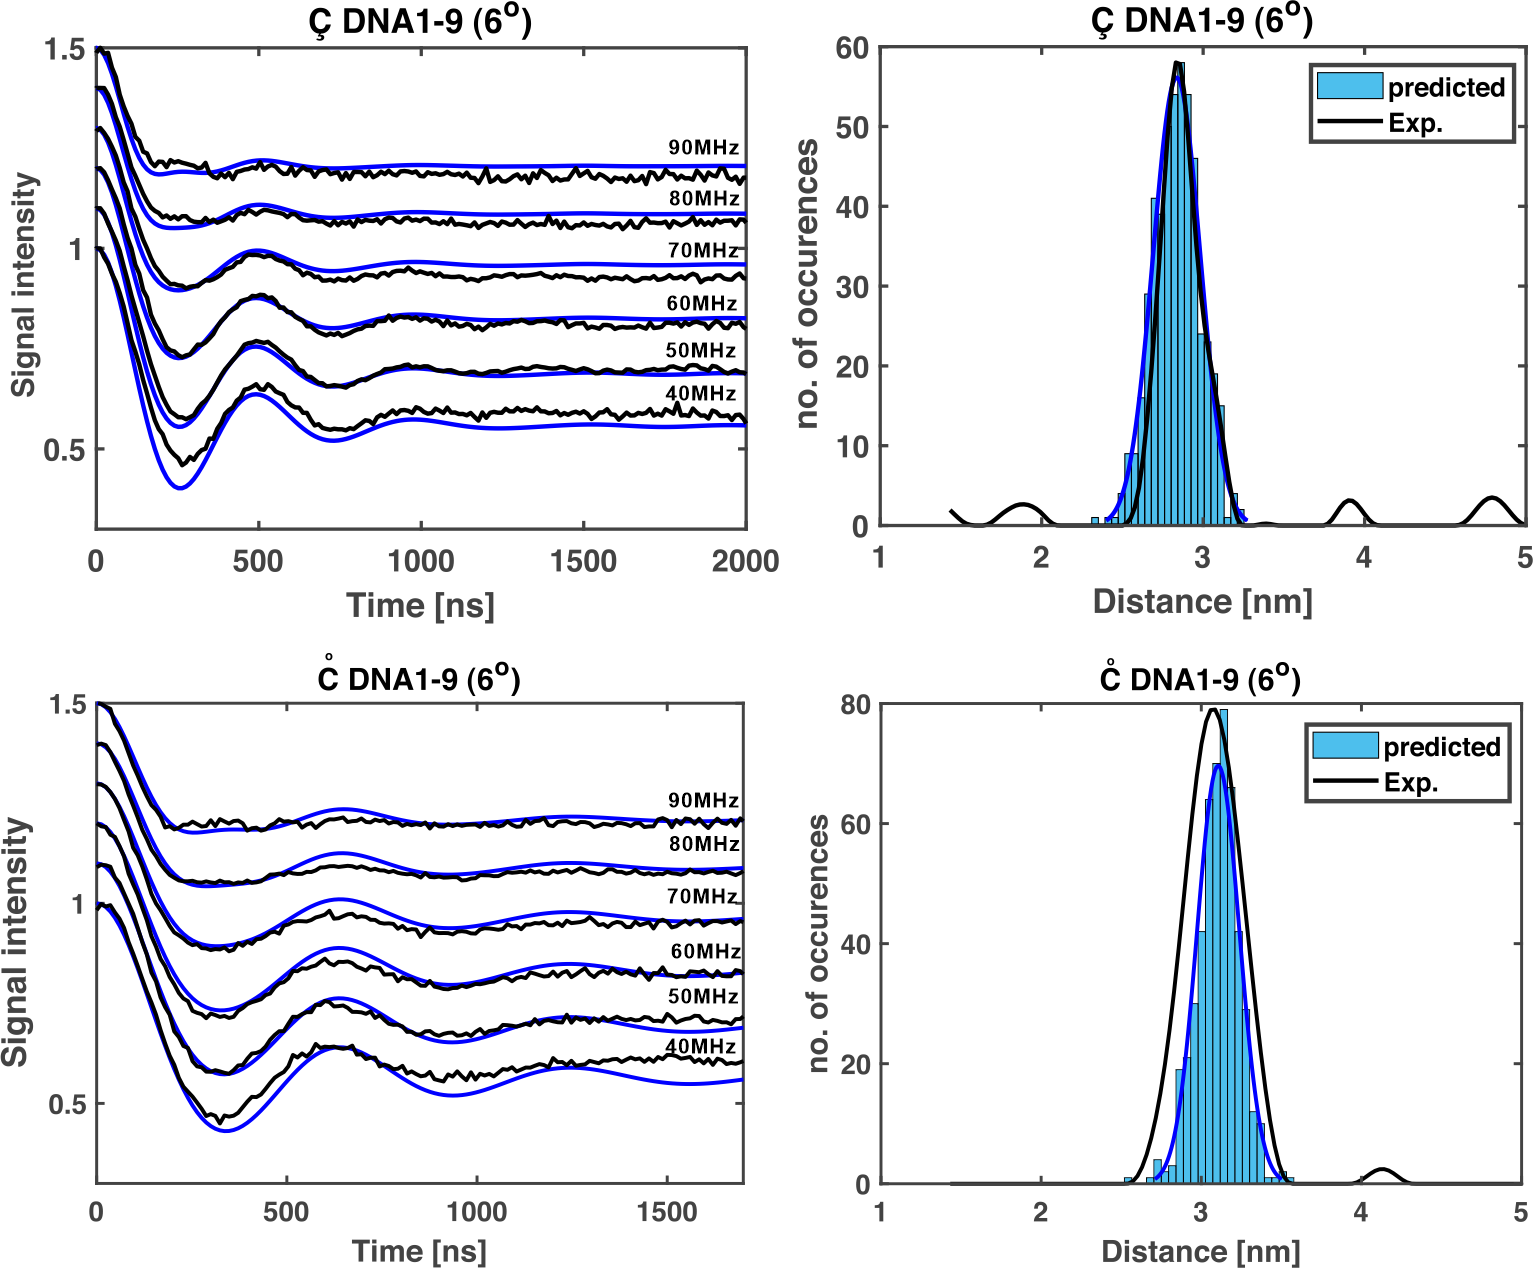 Ç DNA1-9 (6°)
1.5
1
0.5
Signal intensity
90MHz
80MHz
70MHz
60MHz
50MHz
40MHz
0 500 1000 1500 2000
Time [ns]
Ç DNA1-9 (6°)
60
50
40
30
20
10
0
no. of occurences
predicted
Exp.
1 2 3 4 5
Distance [nm]
C̊ DNA1-9 (6°)
1.5
1
0.5
Signal intensity
90MHz
80MHz
70MHz
60MHz
50MHz
40MHz
0 500 1000 1500
Time [ns]
C̊ DNA1-9 (6°)
80
60
40
20
0
no. of occurences
predicted
Exp.
1 2 3 4 5
Distance [nm]